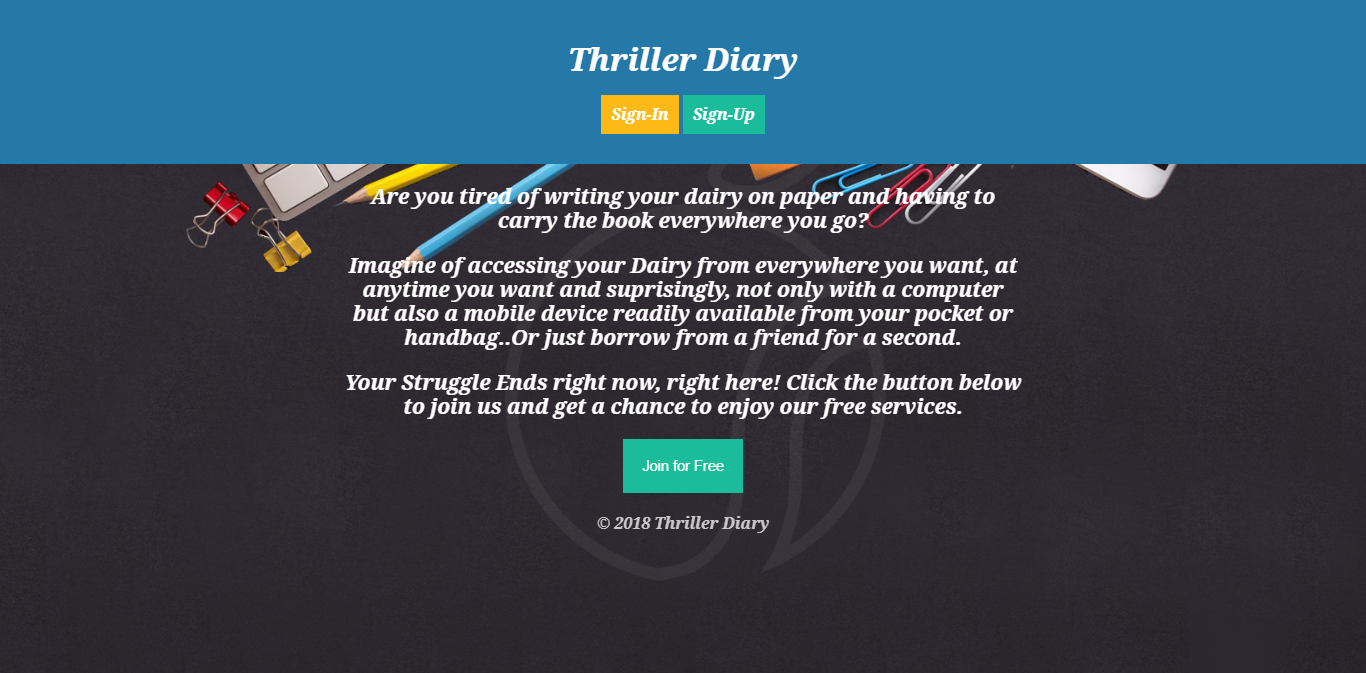 Thriller Diary
Sign-In Sign-Up
Are you tired of writing your dairy on paper and having to
carry the book everywhere you go?
Imagine of accessing your Dairy from everywhere you want, at
anytime you want and suprisingly, not only with a computer
but also a mobile device readily available from your pocket or
handbag..Or just borrow from a friend for a second.
Your Struggle Ends right now, right here! Click the button below
to join us and get a chance to enjoy our free services.
Join for Free
© 2018 Thriller Diary